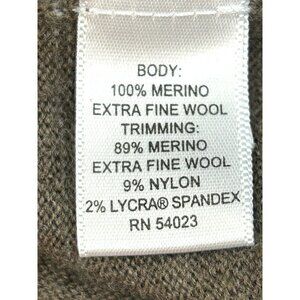 BODY:
100% MERINO
EXTRA FINE WOOL
TRIMMING:
89% MERINO
EXTRA FINE WOOL
9% NYLON
2% LYCRA® SPANDEX
RN 54023